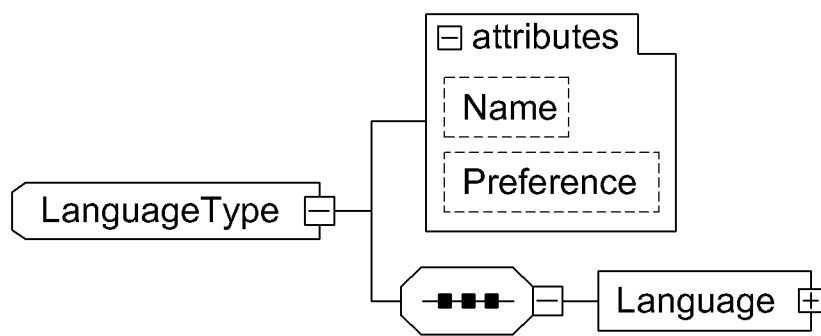 attributes
Name
Preference
LanguageType
Language